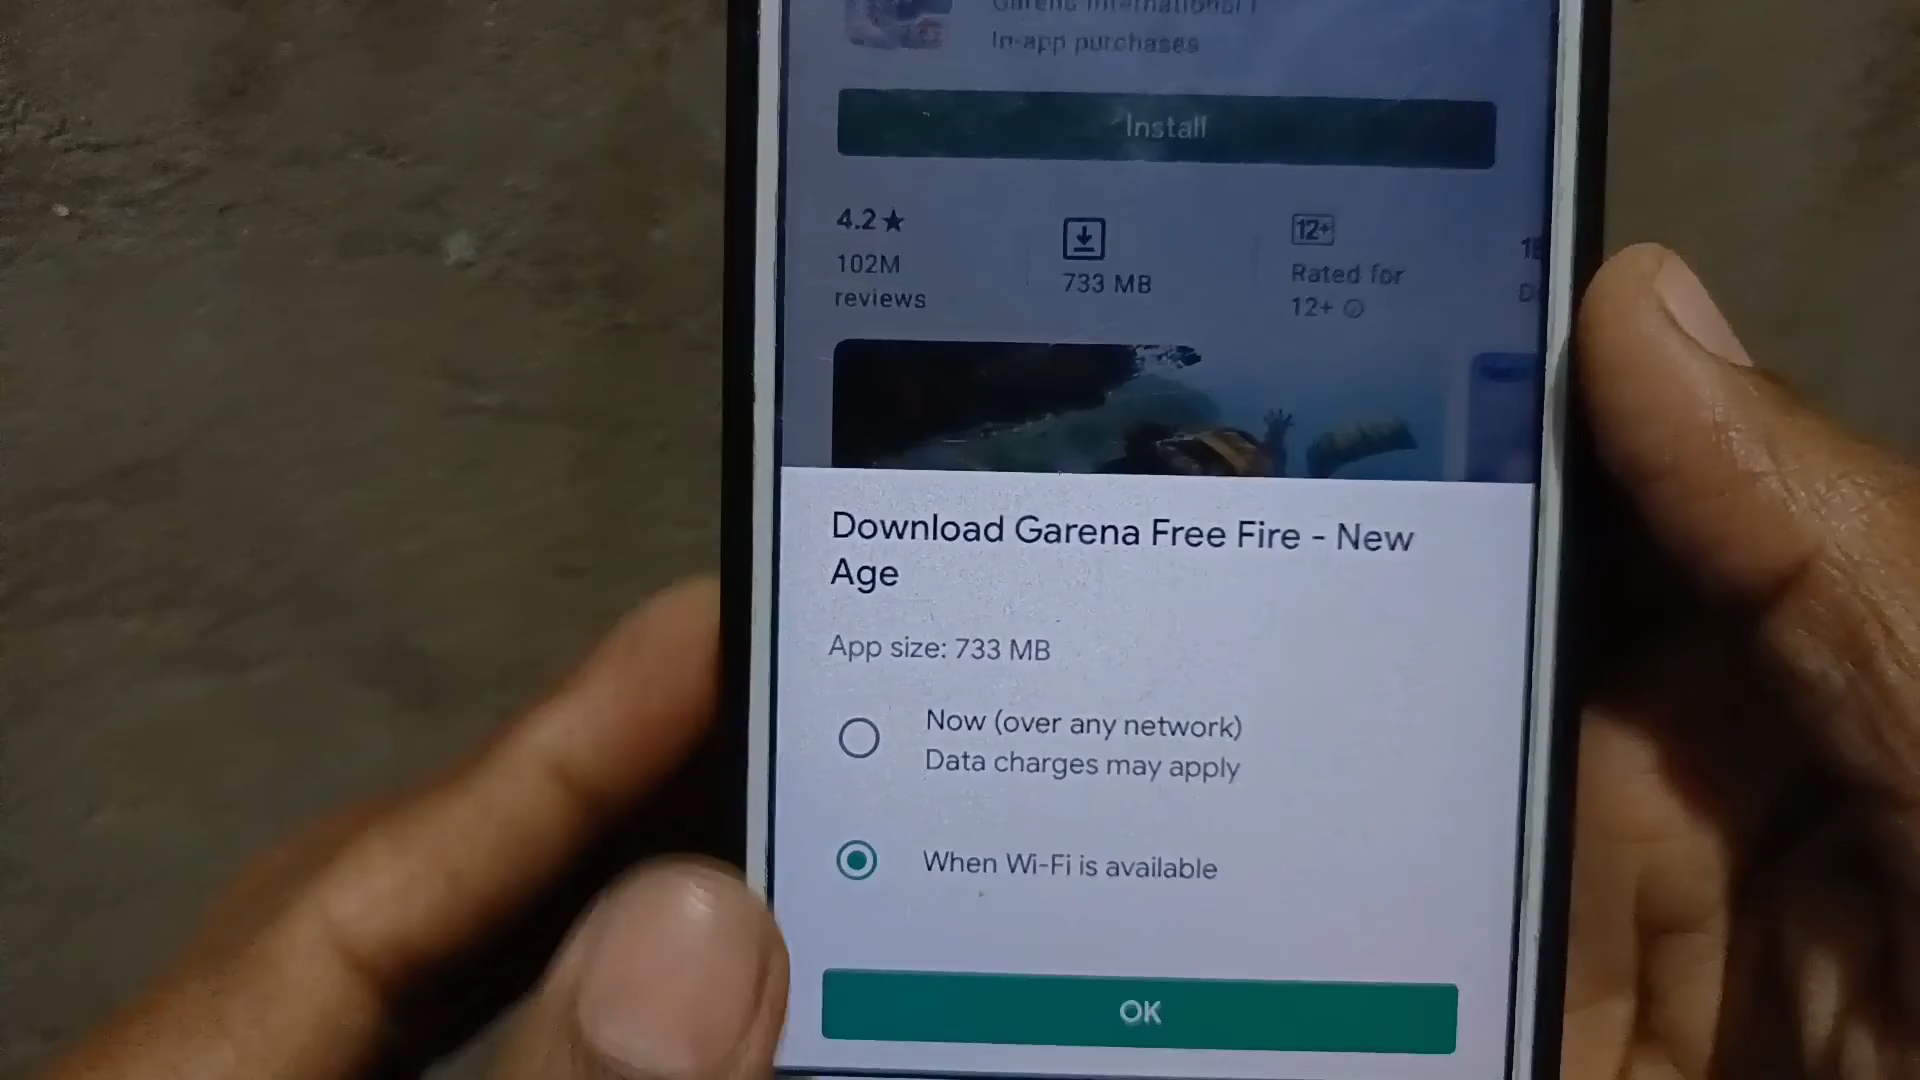 Garena International I
In-app purchases
Install
4.2★
102M
reviews
733 MB
12+
Rated for
12+
Download Garena Free Fire - New
Age
App size: 733 MB
Now (over any network)
Data charges may apply
When Wi-Fi is available
OK